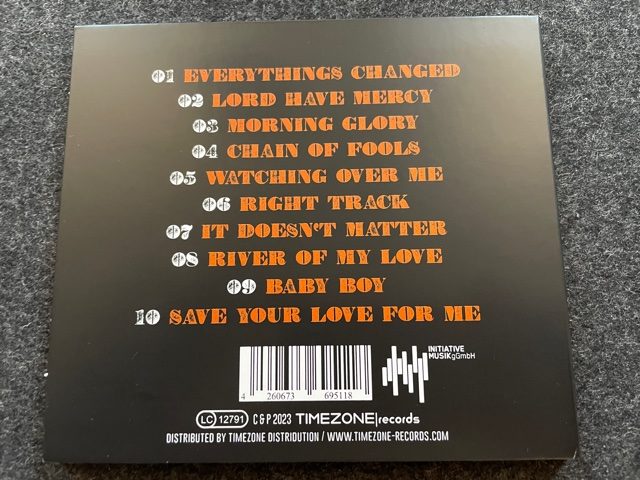 01 EVERYTHINGS CHANGED
02 LORD HAVE MERCY
03 MORNING GLORY
04 CHAIN OF FOOLS
05 WATCHING OVER ME
06 RIGHT TRACK
07 IT DOESN't MATTER
08 RIVER OF MY LOVE
09 BABY BOY
10 SAVE YOUR LOVE FOR ME
INITIATIVE
MUSIKgGmbH
4 260673 695118
LC 12791 C & P 2023 TIMEZONE|records
DISTRIBUTED BY TIMEZONE DISTRIBUTION / WWW.TIMEZONE-RECORDS.COM